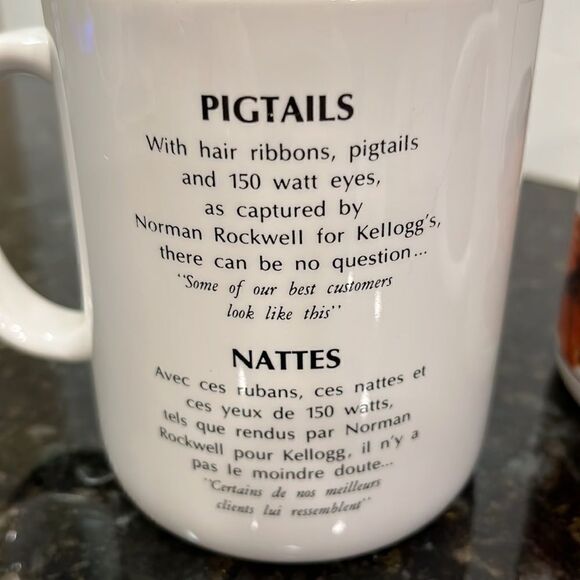 PIGTAILS
With hair ribbons, pigtails
and 150 watt eyes,
as captured by
Norman Rockwell for Kellogg's,
there can be no question...
"Some of our best customers
look like this"
NATTES
Avec ces rubans, ces nattes et
ces yeux de 150 watts,
tels que rendus par Norman
Rockwell pour Kellogg, il n'y a
pas le moindre doute...
"Certains de nos meilleurs
clients lui ressemblent"